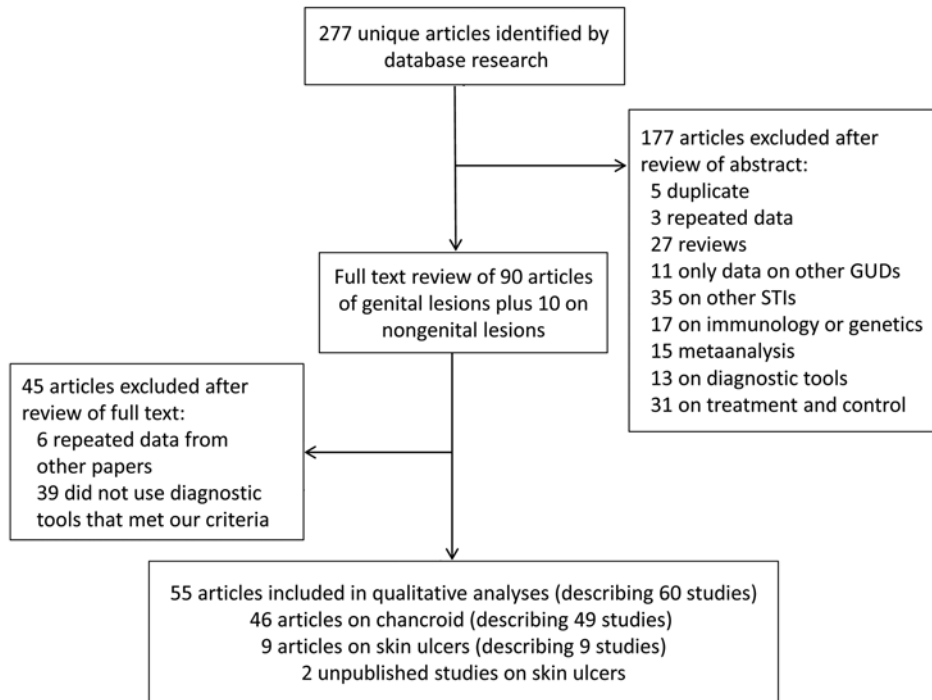 277 unique articles identified by
database research
177 articles excluded after
review of abstract:
5 duplicate
3 repeated data
27 reviews
11 only data on other GUDs
35 on other STIs
17 on immunology or genetics
15 metaanalysis
13 on diagnostic tools
31 on treatment and control
Full text review of 90 articles
of genital lesions plus 10 on
nongenital lesions
45 articles excluded after
review of full text:
6 repeated data from
other papers
39 did not use diagnostic
tools that met our criteria
55 articles included in qualitative analyses (describing 60 studies)
46 articles on chancroid (describing 49 studies)
9 articles on skin ulcers (describing 9 studies)
2 unpublished studies on skin ulcers